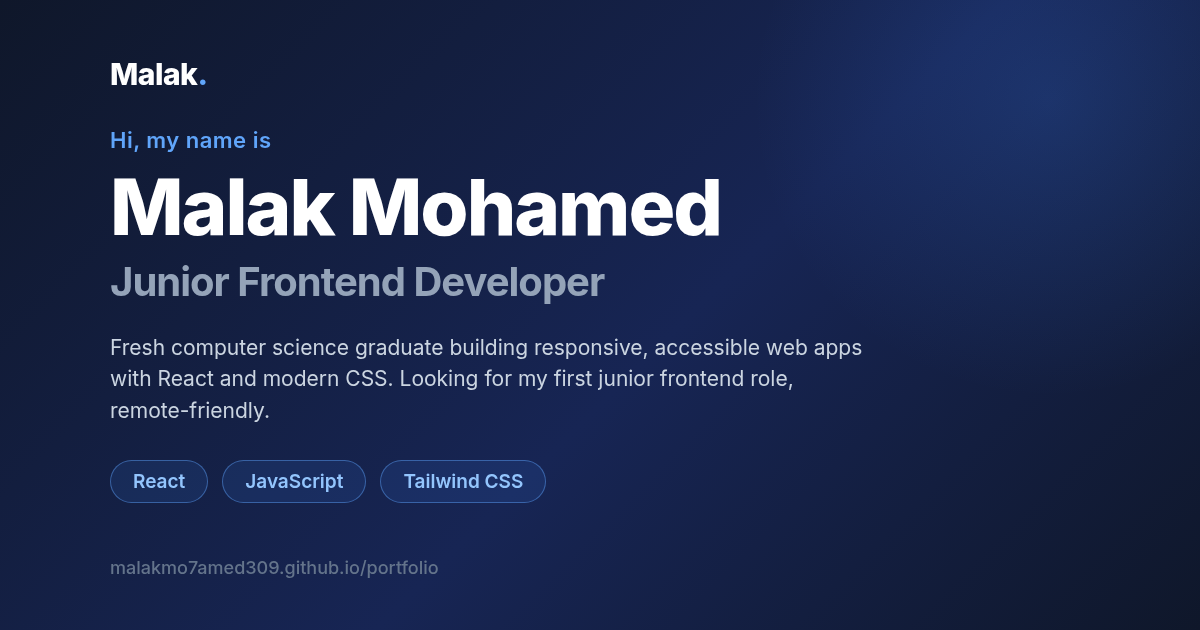 Malak.
Hi, my name is
Malak Mohamed
Junior Frontend Developer
Fresh computer science graduate building responsive, accessible web apps
with React and modern CSS. Looking for my first junior frontend role,
remote-friendly.
React JavaScript Tailwind CSS
malakmo7amed309.github.io/portfolio